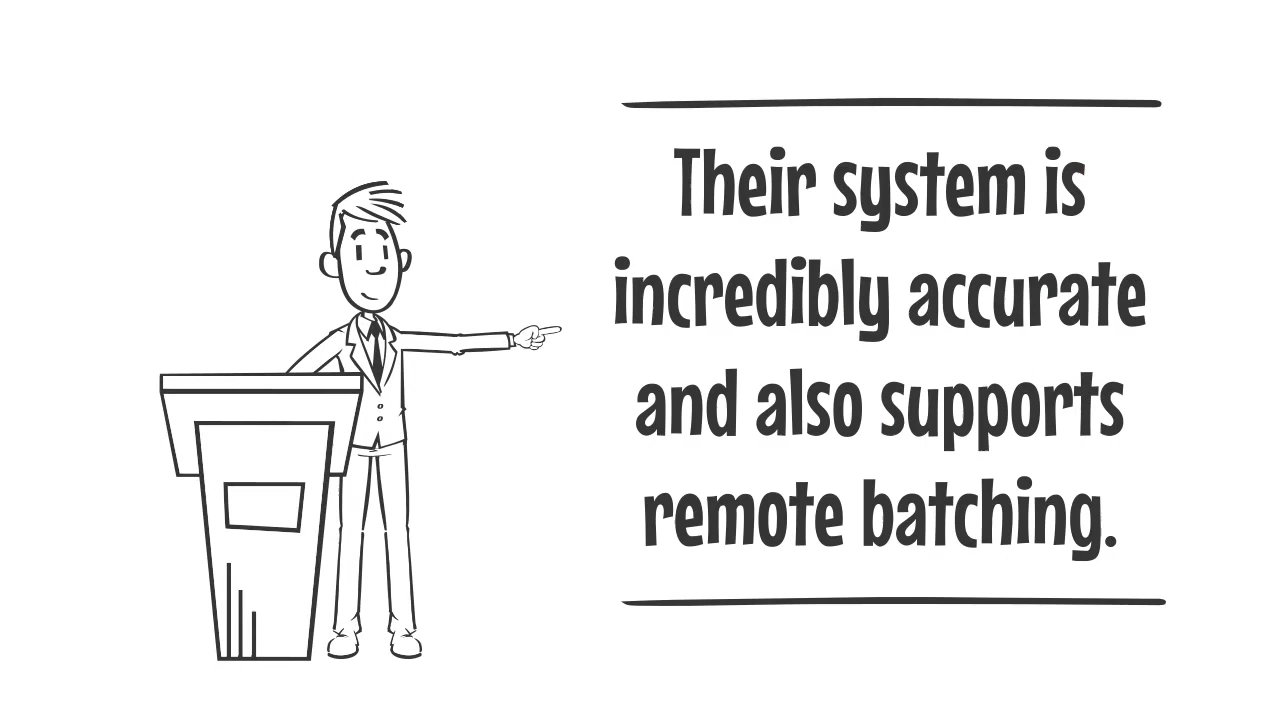 Their system is
incredibly accurate
and also supports
remote batching.